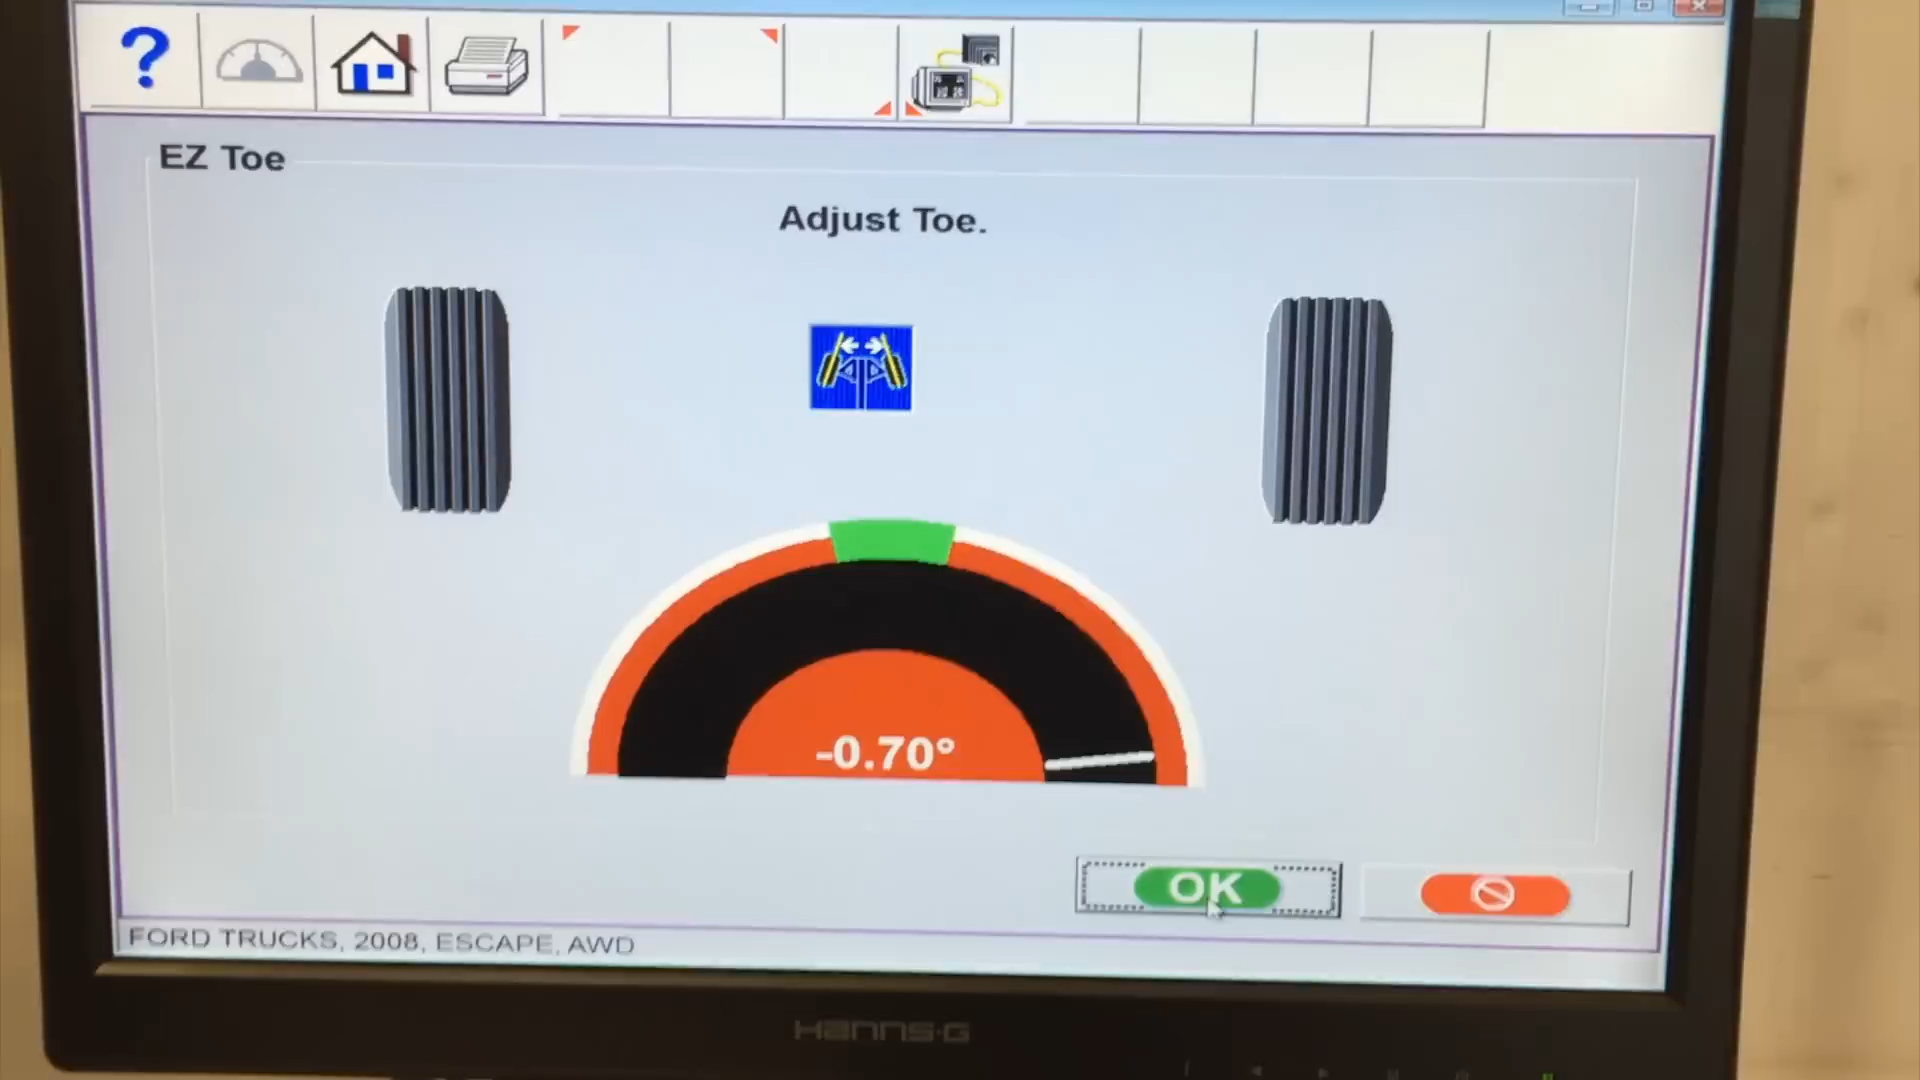 ?
EZ Toe
Adjust Toe.
-0.70°
OK
FORD TRUCKS, 2008, ESCAPE, AWD
HANNS·G